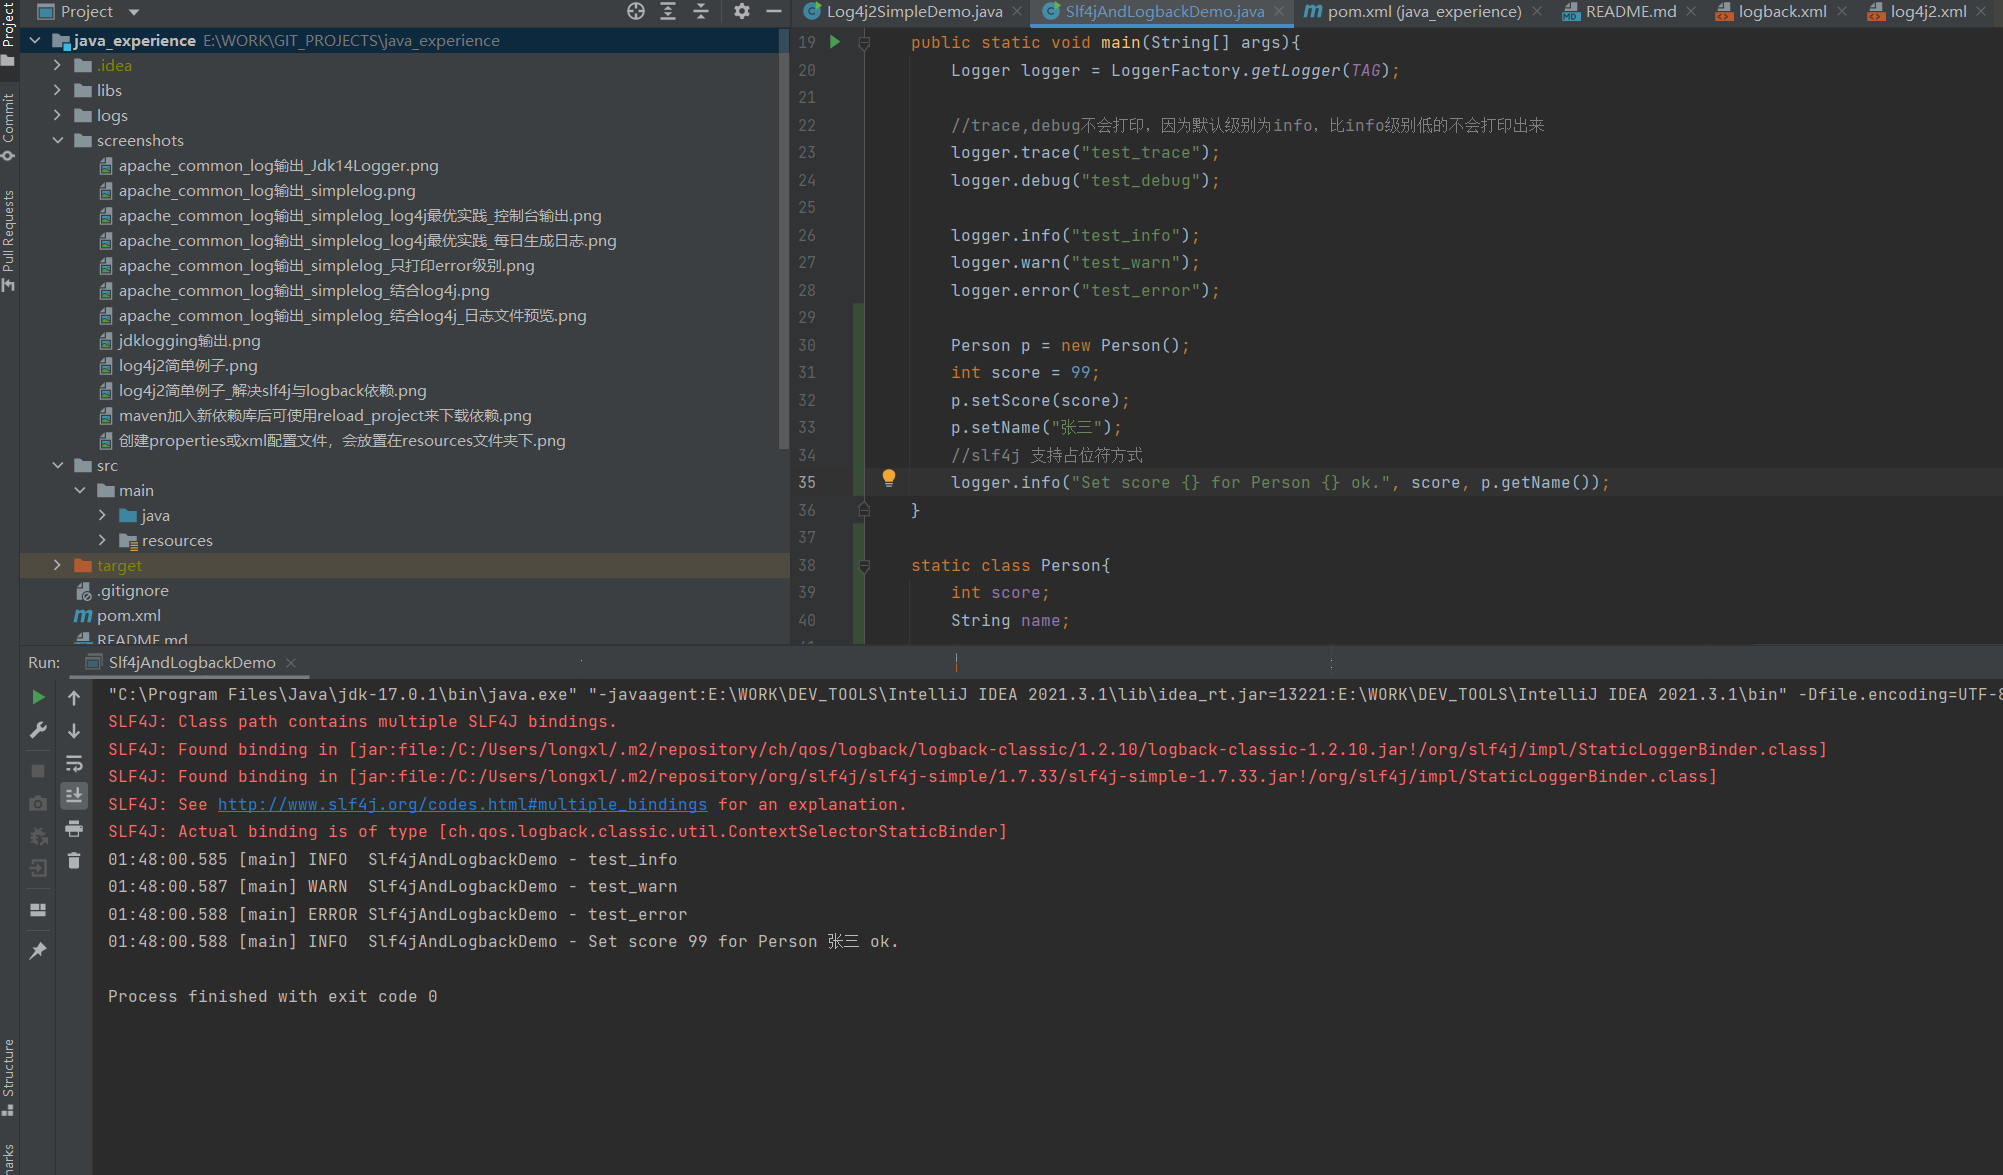 Project
Log4j2SimpleDemo.java
Slf4jAndLogbackDemo.java
pom.xml (java_experience)
README.md
logback.xml
log4j2.xml
Project
Commit
Pull Requests
java_experience E:\WORK\GIT_PROJECTS\java_experience
.idea
libs
logs
screenshots
apache_common_log输出_Jdk14Logger.png
apache_common_log输出_simplelog.png
apache_common_log输出_simplelog_log4j最优实践_控制台输出.png
apache_common_log输出_simplelog_log4j最优实践_每日生成日志.png
apache_common_log输出_simplelog_只打印error级别.png
apache_common_log输出_simplelog_结合log4j.png
apache_common_log输出_simplelog_结合log4j_日志文件预览.png
jdklogging输出.png
log4j2简单例子.png
log4j2简单例子_解决slf4j与logback依赖.png
maven加入新依赖库后可使用reload_project来下载依赖.png
创建properties或xml配置文件，会放置在resources文件夹下.png
src
main
java
resources
target
.gitignore
pom.xml
README.md
19 public static void main(String[] args){
20 Logger logger = LoggerFactory.getLogger(TAG);
21
22 //trace,debug不会打印，因为默认级别为info，比info级别低的不会打印出来
23 logger.trace("test_trace");
24 logger.debug("test_debug");
25
26 logger.info("test_info");
27 logger.warn("test_warn");
28 logger.error("test_error");
29
30 Person p = new Person();
31 int score = 99;
32 p.setScore(score);
33 p.setName("张三");
34 //slf4j 支持占位符方式
35 logger.info("Set score {} for Person {} ok.", score, p.getName());
36 }
37
38 static class Person{
39 int score;
40 String name;
Run: Slf4jAndLogbackDemo
"C:\Program Files\Java\jdk-17.0.1\bin\java.exe" "-javaagent:E:\WORK\DEV_TOOLS\IntelliJ IDEA 2021.3.1\lib\idea_rt.jar=13221:E:\WORK\DEV_TOOLS\IntelliJ IDEA 2021.3.1\bin" -Dfile.encoding=UTF-8
SLF4J: Class path contains multiple SLF4J bindings.
SLF4J: Found binding in [jar:file:/C:/Users/longxl/.m2/repository/ch/qos/logback/logback-classic/1.2.10/logback-classic-1.2.10.jar!/org/slf4j/impl/StaticLoggerBinder.class]
SLF4J: Found binding in [jar:file:/C:/Users/longxl/.m2/repository/org/slf4j/slf4j-simple/1.7.33/slf4j-simple-1.7.33.jar!/org/slf4j/impl/StaticLoggerBinder.class]
SLF4J: See http://www.slf4j.org/codes.html#multiple_bindings for an explanation.
SLF4J: Actual binding is of type [ch.qos.logback.classic.util.ContextSelectorStaticBinder]
01:48:00.585 [main] INFO  Slf4jAndLogbackDemo - test_info
01:48:00.587 [main] WARN  Slf4jAndLogbackDemo - test_warn
01:48:00.588 [main] ERROR Slf4jAndLogbackDemo - test_error
01:48:00.588 [main] INFO  Slf4jAndLogbackDemo - Set score 99 for Person 张三 ok.
Process finished with exit code 0
Structure